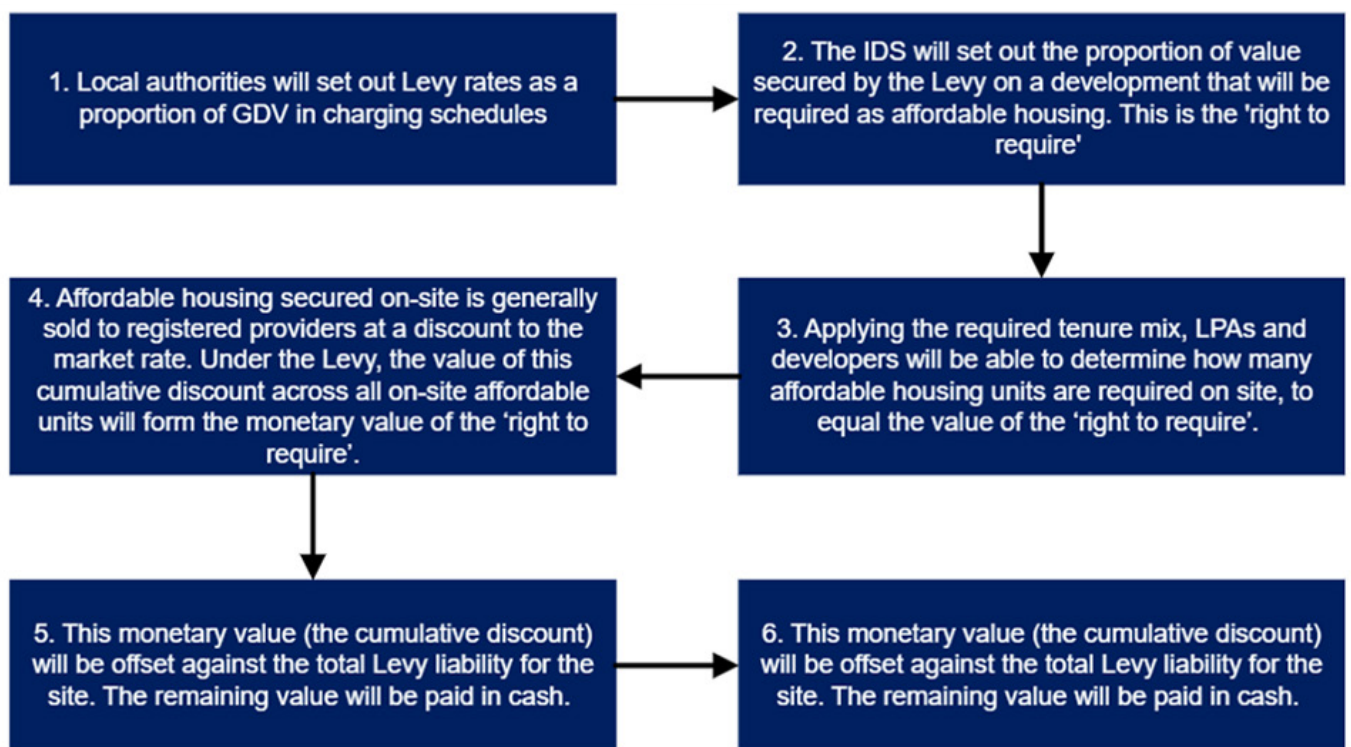 1. Local authorities will set out Levy rates as a
proportion of GDV in charging schedules
2. The IDS will set out the proportion of value
secured by the Levy on a development that will be
required as affordable housing. This is the 'right to
require'
3. Applying the required tenure mix, LPAs and
developers will be able to determine how many
affordable housing units are required on site, to
equal the value of the ‘right to require’.
4. Affordable housing secured on-site is generally
sold to registered providers at a discount to the
market rate. Under the Levy, the value of this
cumulative discount across all on-site affordable
units will form the monetary value of the ‘right to
require’.
5. This monetary value (the cumulative discount)
will be offset against the total Levy liability for the
site. The remaining value will be paid in cash.
6. This monetary value (the cumulative discount)
will be offset against the total Levy liability for the
site. The remaining value will be paid in cash.